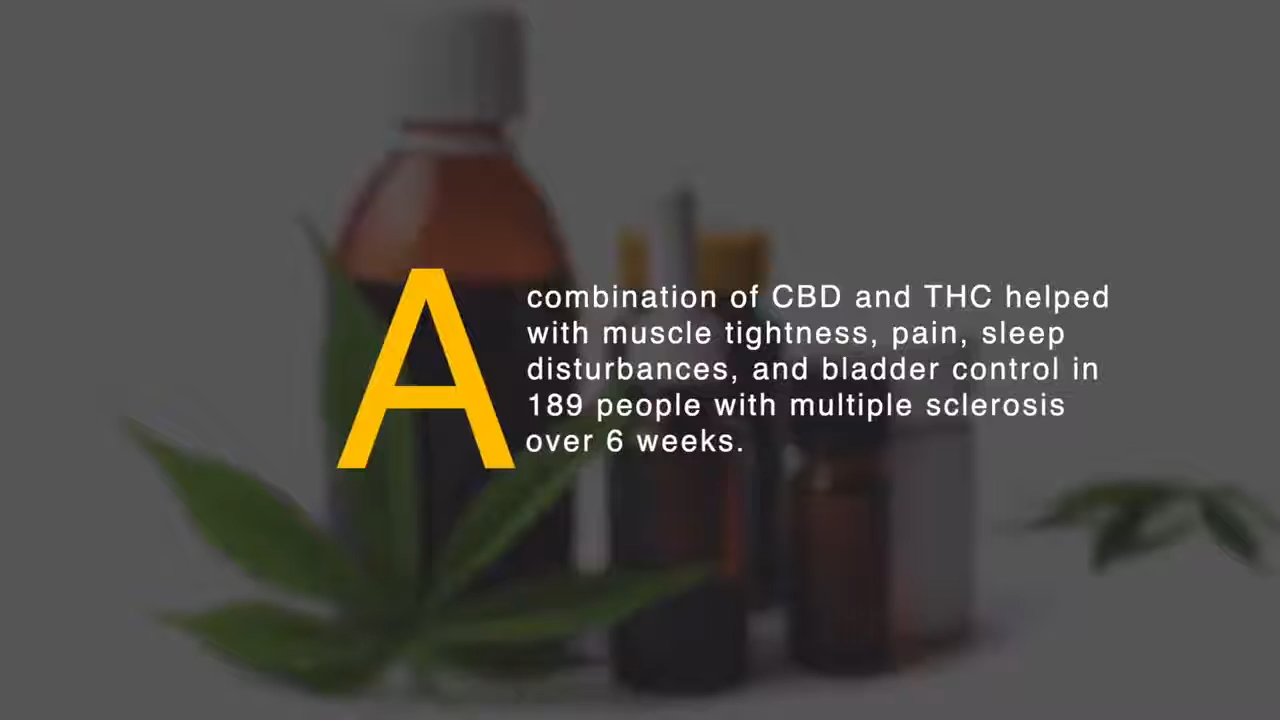 A combination of CBD and THC helped
with muscle tightness, pain, sleep
disturbances, and bladder control in
189 people with multiple sclerosis
over 6 weeks.